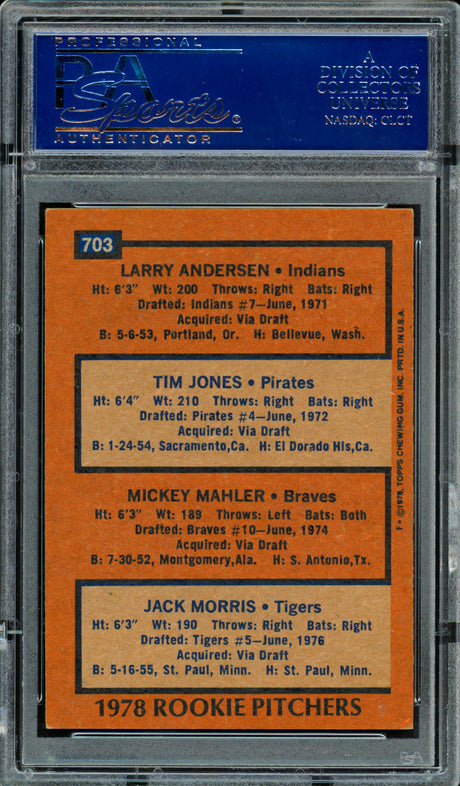 PROFESSIONAL
PSA
Sports®
AUTHENTICATOR
A
DIVISION OF
COLLECTORS
UNIVERSE
NASDAQ: CLCT
703
LARRY ANDERSEN • Indians
Ht: 6'3" Wt: 200 Throws: Right Bats: Right
Drafted: Indians #7—June, 1971
Acquired: Via Draft
B: 5-6-53, Portland, Or. H: Bellevue, Wash.
TIM JONES • Pirates
Ht: 6'4" Wt: 210 Throws: Right Bats: Right
Drafted: Pirates #4—June, 1972
Acquired: Via Draft
B: 1-24-54, Sacramento,Ca. H: El Dorado Hls,Ca.
MICKEY MAHLER • Braves
Ht: 6'3" Wt: 189 Throws: Left Bats: Both
Drafted: Braves #10—June, 1974
Acquired: Via Draft
B: 7-30-52, Montgomery,Ala. H: S. Antonio,Tx.
JACK MORRIS • Tigers
Ht: 6'3" Wt: 190 Throws: Right Bats: Right
Drafted: Tigers #5—June, 1976
Acquired: Via Draft
B: 5-16-55, St. Paul, Minn. H: St. Paul, Minn.
1978 ROOKIE PITCHERS
F* ©1978, TOPPS CHEWING GUM, INC. PRTD. IN U.S.A.
PSA